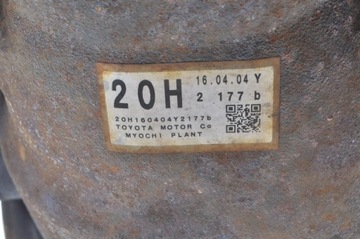 20H 16.04.04 Y
2 177 b
20H160404Y2177b
TOYOTA MOTOR Co
MYOCHI PLANT